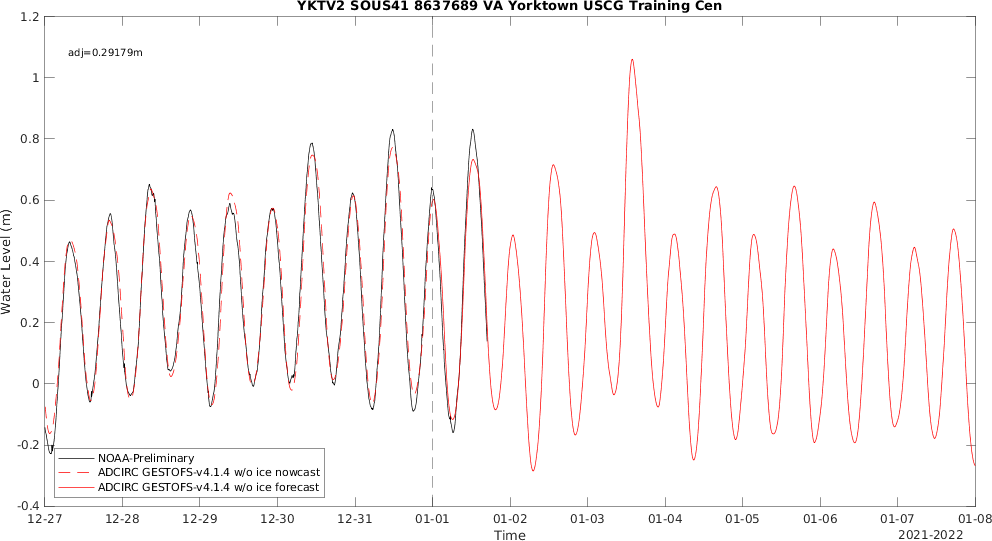 YKTV2 SOUS41 8637689 VA Yorktown USCG Training Cen
adj=0.29179m
1.2
1
0.8
0.6
0.4
0.2
0
-0.2
-0.4
Water Level (m)
NOAA-Preliminary
ADCIRC GESTOFS-v4.1.4 w/o ice nowcast
ADCIRC GESTOFS-v4.1.4 w/o ice forecast
12-27 12-28 12-29 12-30 12-31 01-01 01-02 01-03 01-04 01-05 01-06 01-07 01-08
Time
2021-2022